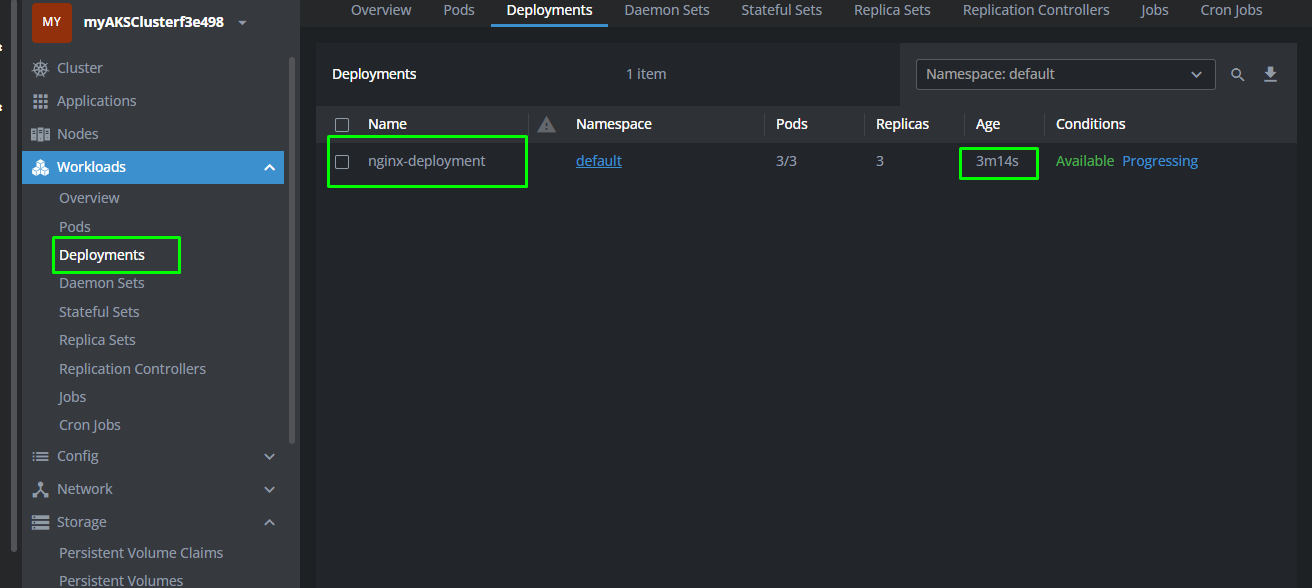 MY myAKSClusterf3e498
Cluster
Applications
Nodes
Workloads
Overview
Pods
Deployments
Daemon Sets
Stateful Sets
Replica Sets
Replication Controllers
Jobs
Cron Jobs
Config
Network
Storage
Persistent Volume Claims
Persistent Volumes
Overview Pods Deployments Daemon Sets Stateful Sets Replica Sets Replication Controllers Jobs Cron Jobs
Deployments 1 item Namespace: default
Name Namespace Pods Replicas Age Conditions
nginx-deployment default 3/3 3 3m14s Available Progressing